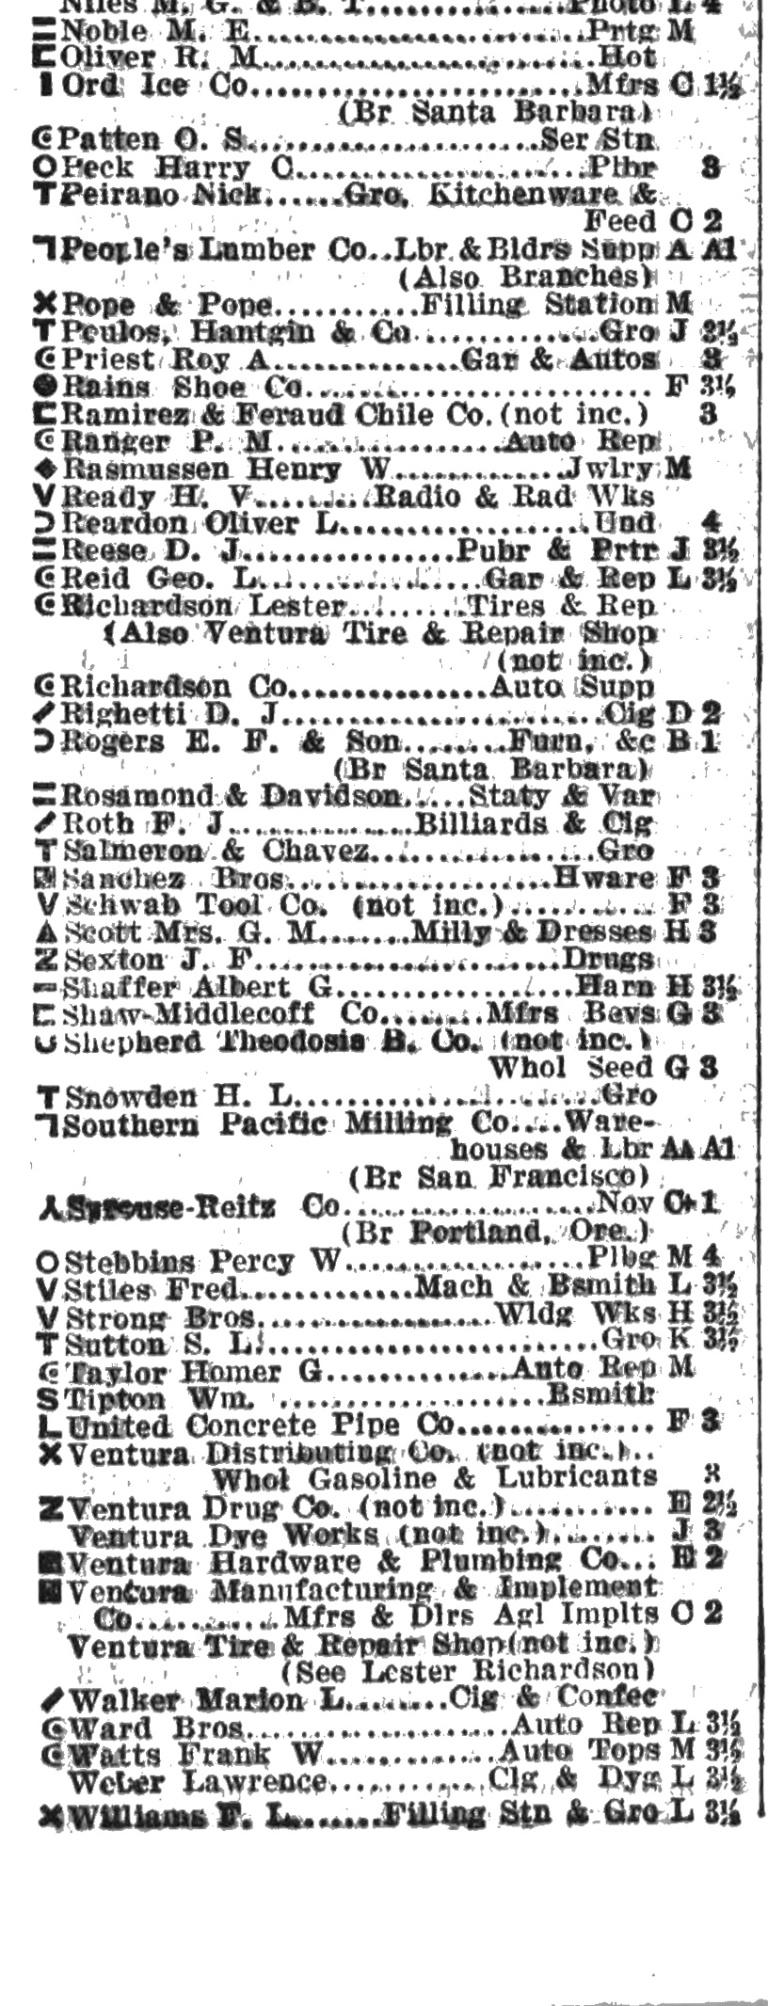 Niles M. G. & B. T.....Photo L 4
Noble M. E.....Prtg M
Oliver R. M.....Hot
Ord Ice Co.....Mfrs C 1½
(Br Santa Barbara)
Patten O. S.....Ser Stn
Peck Harry C.....Plbr 3
Peirano Nick.....Gro, Kitchenware &
Feed C 2
People's Lumber Co..Lbr & Bldrs Supp A A1
(Also Branches)
Pope & Pope.....Filling Station M
Poulos, Hantgin & Co.....Gro J 3½
Priest Roy A.....Gar & Autos 3
Rains Shoe Co..... F 3½
Ramirez & Feraud Chile Co. (not inc.) 3
Ranger P. M.....Auto Rep
Rasmussen Henry W.....Jwlry M
Ready H. V.....Radio & Rad Wks
Reardon Oliver L.....Und 4
Reese D. J.....Pubr & Prtr J 3½
Reid Geo. L.....Gar & Rep L 3½
Richardson Lester.....Tires & Rep
(Also Ventura Tire & Repair Shop
(not inc.)
Richardson Co.....Auto Supp
Righetti D. J.....Cig D 2
Rogers E. F. & Son.....Furn, &c B 1
(Br Santa Barbara)
Rosamond & Davidson.....Staty & Var
Roth F. J.....Billiards & Cig
Salmeron & Chavez.....Gro
Sanchez Bros.....Hware F 3
Schwab Tool Co. (not inc.)..... F 3
Scott Mrs. G. M.....Milly & Dresses H 3
Sexton J. F.....Drugs
Shaffer Albert G.....Harn H 3½
Shaw-Middlecoff Co.....Mfrs Bevs G 3
Shepherd Theodosia B. Co. (not inc.)
Whol Seed G 3
Snowden H. L.....Gro
Southern Pacific Milling Co....Ware-
houses & Lbr Aa A1
(Br San Francisco)
Sprouse-Reitz Co.....Nov C+ 1
(Br Portland, Ore.)
Stebbins Percy W.....Plbg M 4
Stiles Fred.....Mach & Bsmith L 3½
Strong Bros.....Wldg Wks H 3½
Sutton S. L.....Gro K 3½
Taylor Homer G.....Auto Rep M
Tipton Wm. .....Bsmith
United Concrete Pipe Co..... F 3
Ventura Distributing Co. (not inc.)..
Whol Gasoline & Lubricants 3
Ventura Drug Co. (not inc.)..... E 2½
Ventura Dye Works (not inc.)..... J 3
Ventura Hardware & Plumbing Co... E 2
Ventura Manufacturing & Implement
Co.....Mfrs & Dlrs Agl Implts C 2
Ventura Tire & Repair Shop (not inc.)
(See Lester Richardson)
Walker Marion L.....Cig & Confec
Ward Bros.....Auto Rep L 3½
Watts Frank W.....Auto Tops M 3½
Weber Lawrence.....Clg & Dyg L 3½
Williams F. L.....Filling Stn & Gro L 3½